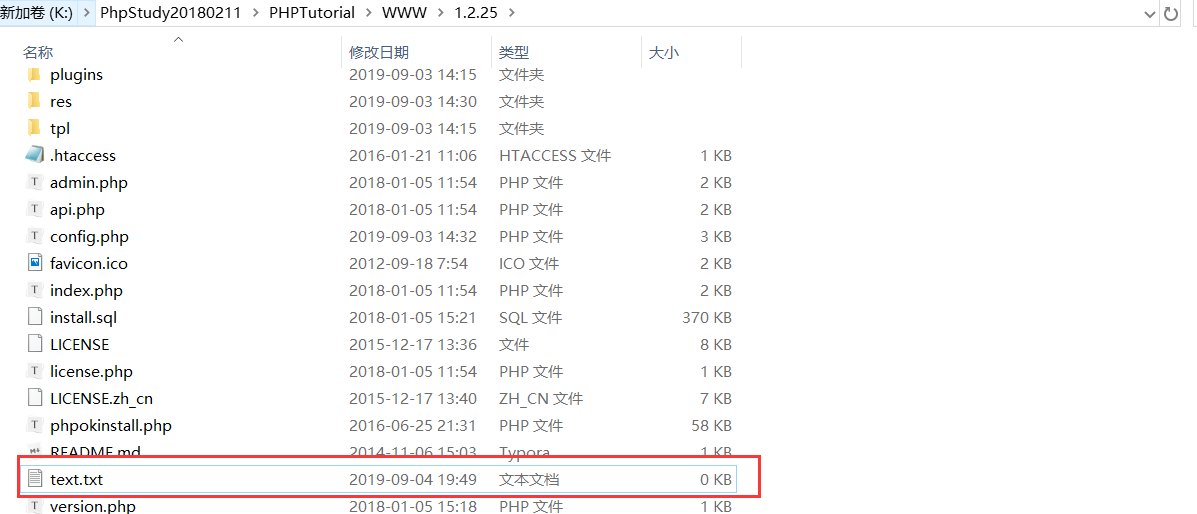 新加卷 (K:) PhpStudy20180211 PHPTutorial WWW 1.2.25
名称 修改日期 类型 大小
plugins 2019-09-03 14:15 文件夹
res 2019-09-03 14:30 文件夹
tpl 2019-09-03 14:15 文件夹
.htaccess 2016-01-21 11:06 HTACCESS 文件 1 KB
admin.php 2018-01-05 11:54 PHP 文件 2 KB
api.php 2018-01-05 11:54 PHP 文件 2 KB
config.php 2019-09-03 14:32 PHP 文件 3 KB
favicon.ico 2012-09-18 7:54 ICO 文件 2 KB
index.php 2018-01-05 11:54 PHP 文件 2 KB
install.sql 2018-01-05 15:21 SQL 文件 370 KB
LICENSE 2015-12-17 13:36 文件 8 KB
license.php 2018-01-05 11:54 PHP 文件 1 KB
LICENSE.zh_cn 2015-12-17 13:40 ZH_CN 文件 7 KB
phpokinstall.php 2016-06-25 21:31 PHP 文件 58 KB
README.md 2014-11-06 15:03 Typora 1 KB
text.txt 2019-09-04 19:49 文本文档 0 KB
version.php 2018-01-05 15:18 PHP 文件 1 KB